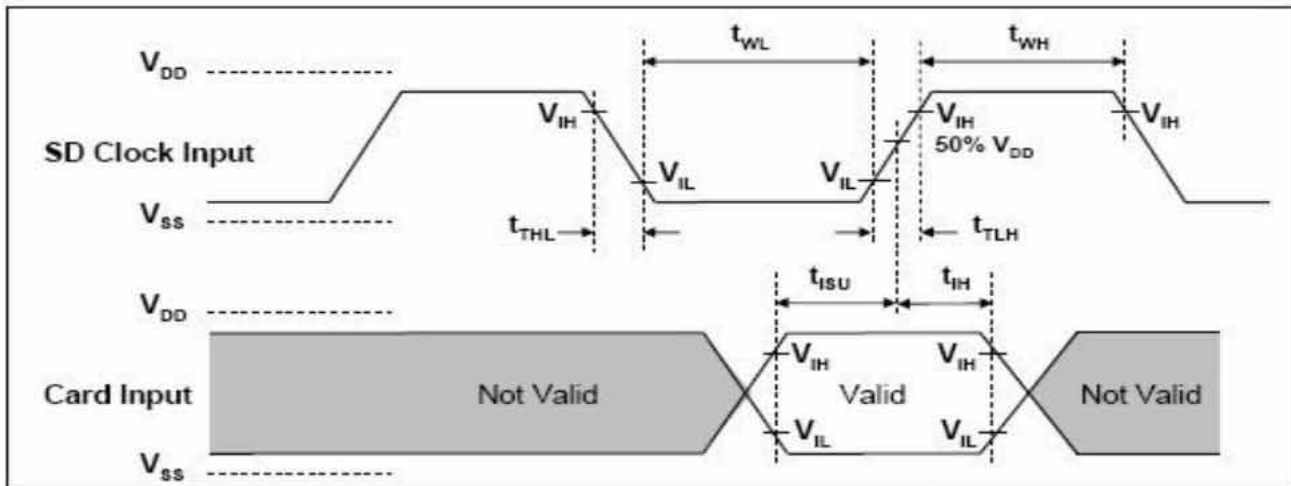 t_WL
t_WH
V_DD
V_IH
V_IH
V_IH
50% V_DD
SD Clock Input
V_IL
V_IL
V_SS
t_THL
t_TLH
t_ISU
t_IH
V_DD
V_IH
V_IH
Card Input
Not Valid
Valid
Not Valid
V_IL
V_IL
V_SS